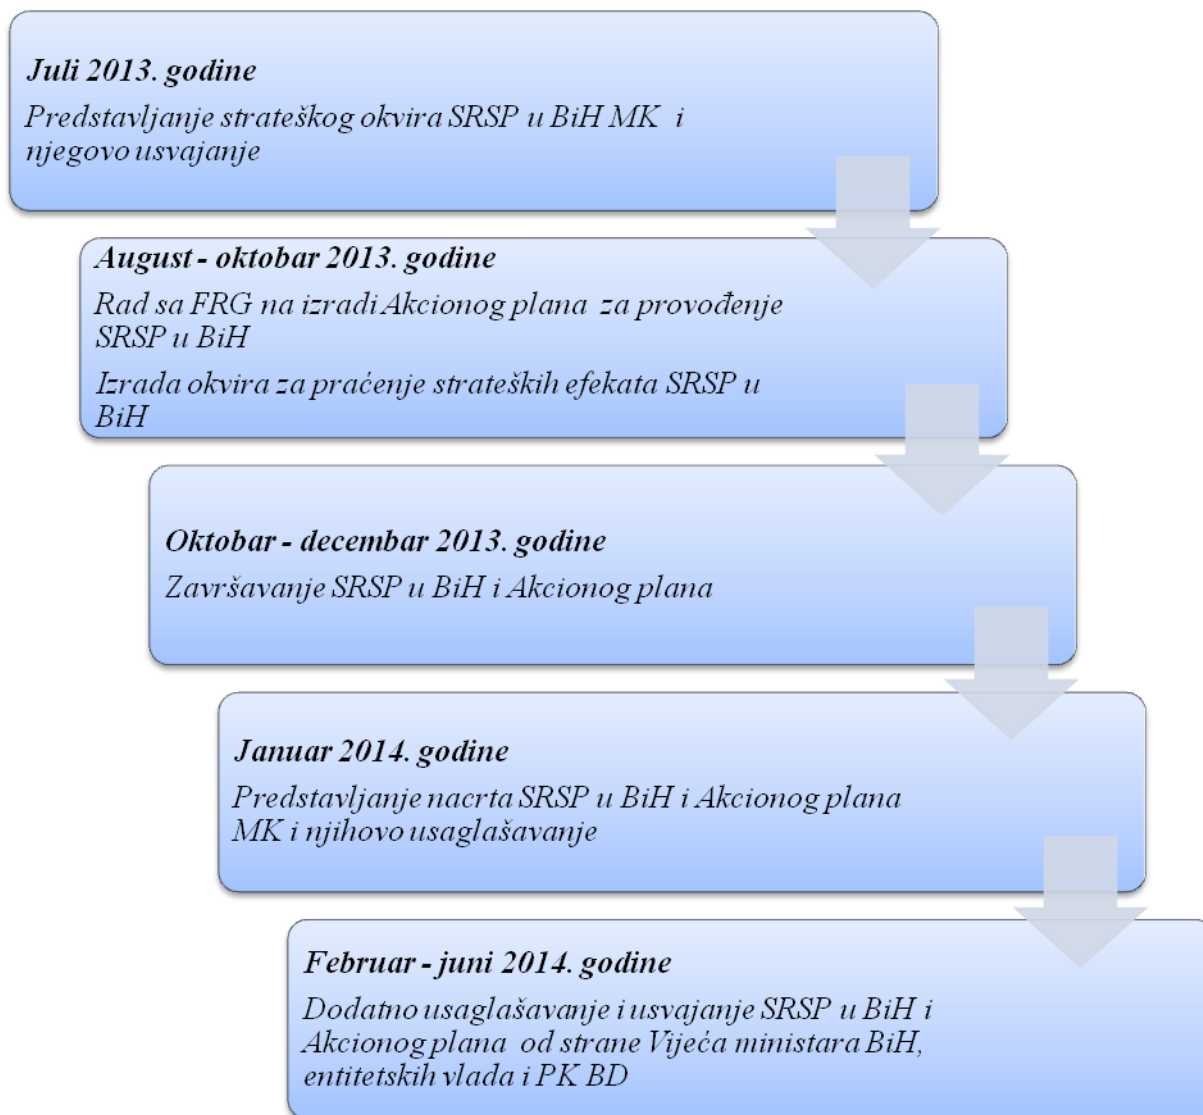 Juli 2013. godine
Predstavljanje strateškog okvira SRSP u BiH MK i
njegovo usvajanje
August - oktobar 2013. godine
Rad sa FRG na izradi Akcionog plana za provođenje
SRSP u BiH
Izrada okvira za praćenje strateških efekata SRSP u
BiH
Oktobar - decembar 2013. godine
Završavanje SRSP u BiH i Akcionog plana
Januar 2014. godine
Predstavljanje nacrta SRSP u BiH i Akcionog plana
MK i njihovo usaglašavanje
Februar - juni 2014. godine
Dodatno usaglašavanje i usvajanje SRSP u BiH i
Akcionog plana od strane Vijeća ministara BiH,
entitetskih vlada i PK BD